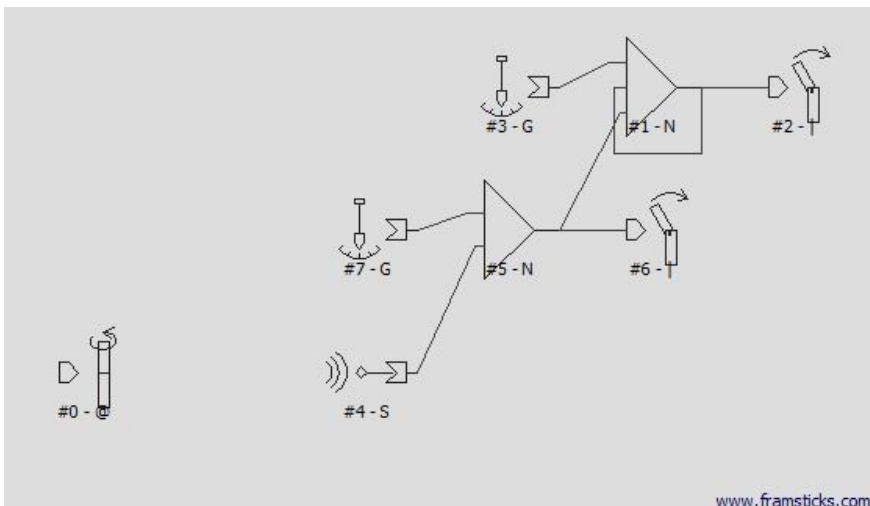 #3 - G
#1 - N
#2 - |
#7 - G
#5 - N
#6 - |
#0 - @
#4 - S
www.framsticks.com